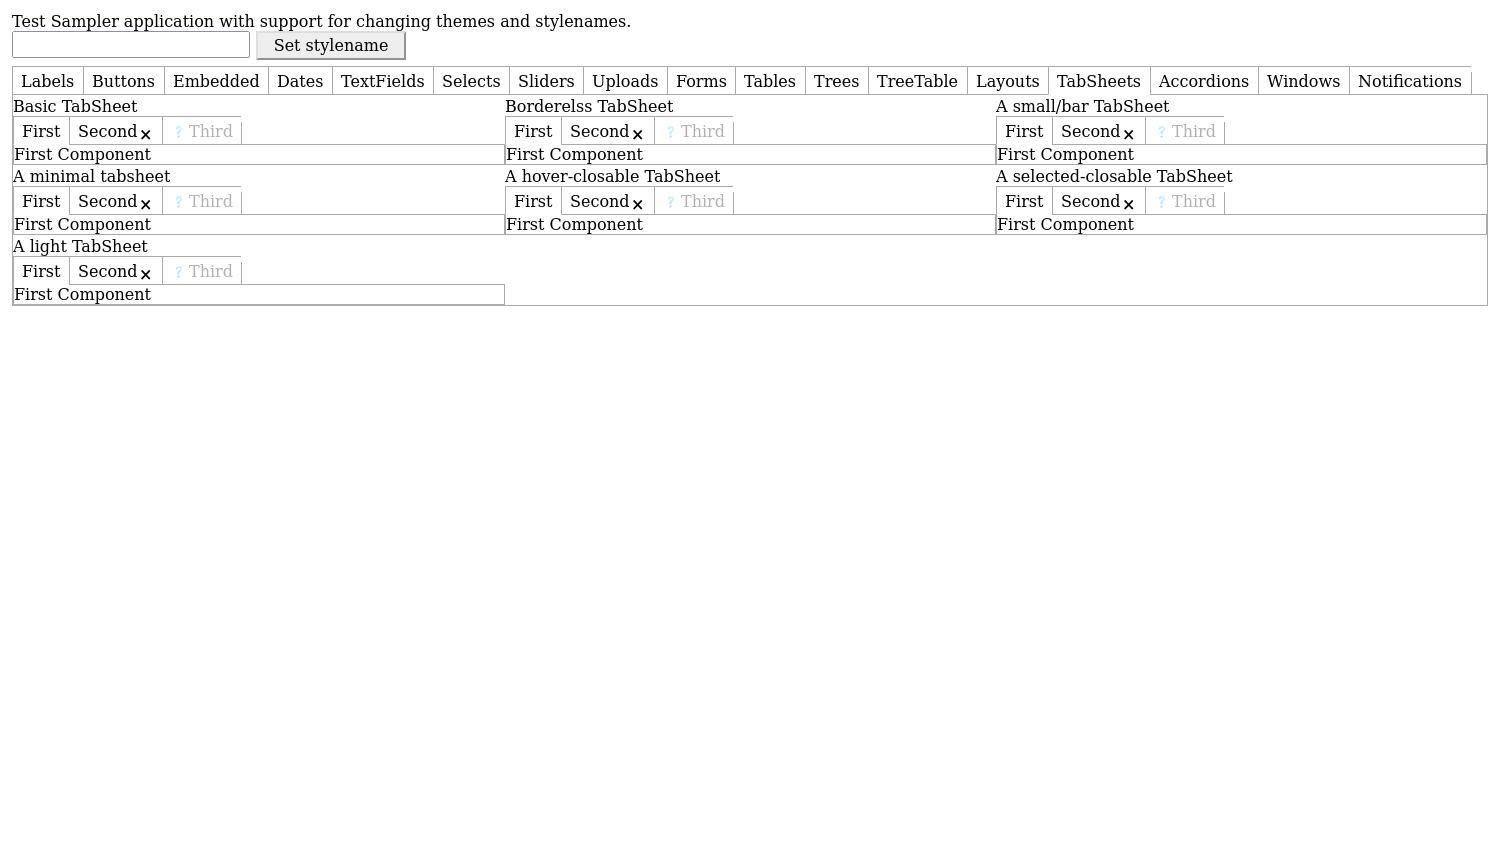 Test Sampler application with support for changing themes and stylenames.
Set stylename
Labels Buttons Embedded Dates TextFields Selects Sliders Uploads Forms Tables Trees TreeTable Layouts TabSheets Accordions Windows Notifications
Basic TabSheet Borderelss TabSheet A small/bar TabSheet
First Second × ? Third First Second × ? Third First Second × ? Third
First Component First Component First Component
A minimal tabsheet A hover-closable TabSheet A selected-closable TabSheet
First Second × ? Third First Second × ? Third First Second × ? Third
First Component First Component First Component
A light TabSheet
First Second × ? Third
First Component